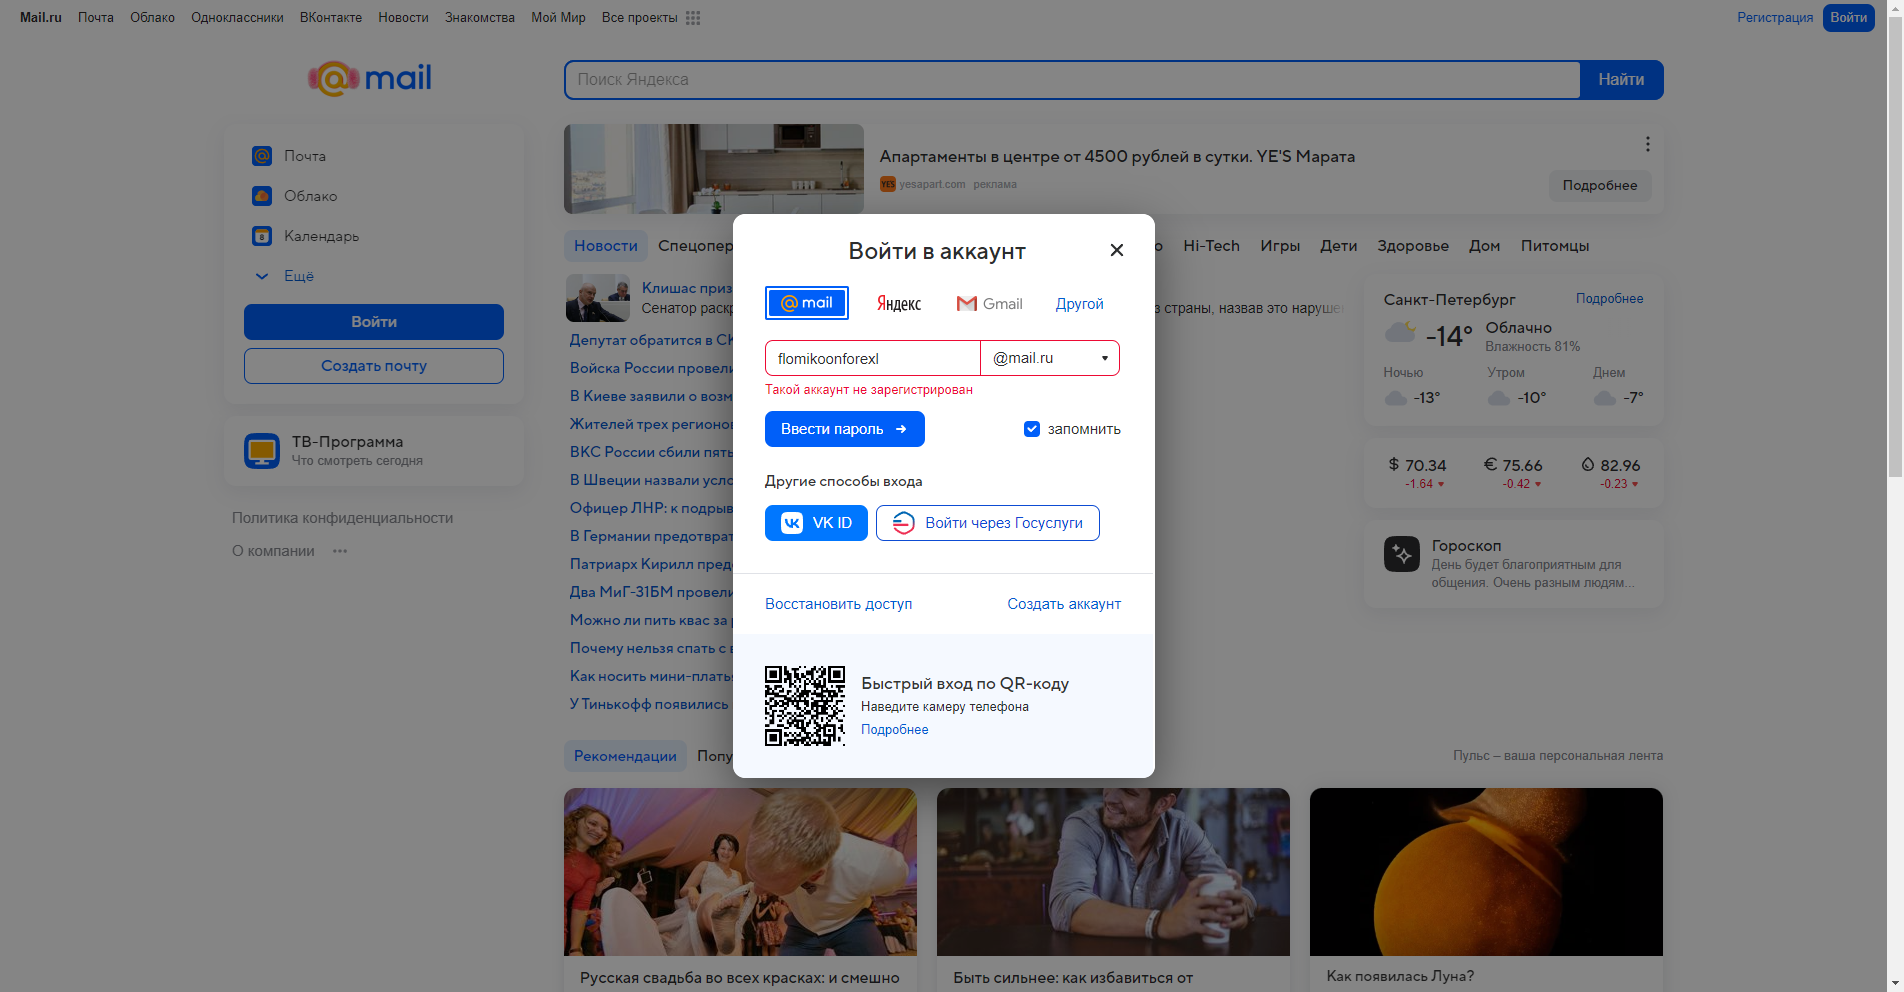 Mail.ru Почта Облако Одноклассники ВКонтакте Новости Знакомства Мой Мир Все проекты Регистрация Войти
@mail
Поиск Яндекса Найти
Почта
Облако
8 Календарь
Ещё
Войти
Создать почту
ТВ-Программа
Что смотреть сегодня
Политика конфиденциальности
О компании
Апартаменты в центре от 4500 рублей в сутки. YE'S Марата
YES yesapart.com реклама
Подробнее
Новости Спецопер
о Hi-Tech Игры Дети Здоровье Дом Питомцы
Клишас приз
Сенатор раскр
з страны, назвав это наруше
Депутат обратится в СК
Войска России провели
В Киеве заявили о возм
Жителей трех регионов
ВКС России сбили пять
В Швеции назвали усло
Офицер ЛНР: к подрыв
В Германии предотврат
Патриарх Кирилл пред
Два МиГ-31БМ провели
Можно ли пить квас за р
Почему нельзя спать с в
Как носить мини-платья
У Тинькофф появились
Войти в аккаунт
@mail Яндекс Gmail Другой
flomikoonforexl @mail.ru
Такой аккаунт не зарегистрирован
Ввести пароль → запомнить
Другие способы входа
VK ID Войти через Госуслуги
Восстановить доступ Создать аккаунт
Быстрый вход по QR-коду
Наведите камеру телефона
Подробнее
Санкт-Петербург Подробнее
-14° Облачно
Влажность 81%
Ночью Утром Днем
-13° -10° -7°
$ 70.34 € 75.66 82.96
-1.64 -0.42 -0.23
Гороскоп
День будет благоприятным для
общения. Очень разным людям...
Рекомендации Попу
Пульс – ваша персональная лента
Русская свадьба во всех красках: и смешно
Быть сильнее: как избавиться от
Как появилась Луна?